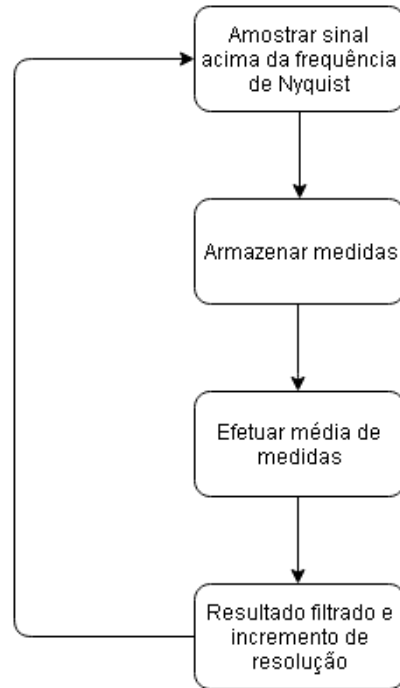 Amostrar sinal
acima da frequência
de Nyquist
Armazenar medidas
Efetuar média de
medidas
Resultado filtrado e
incremento de
resolução